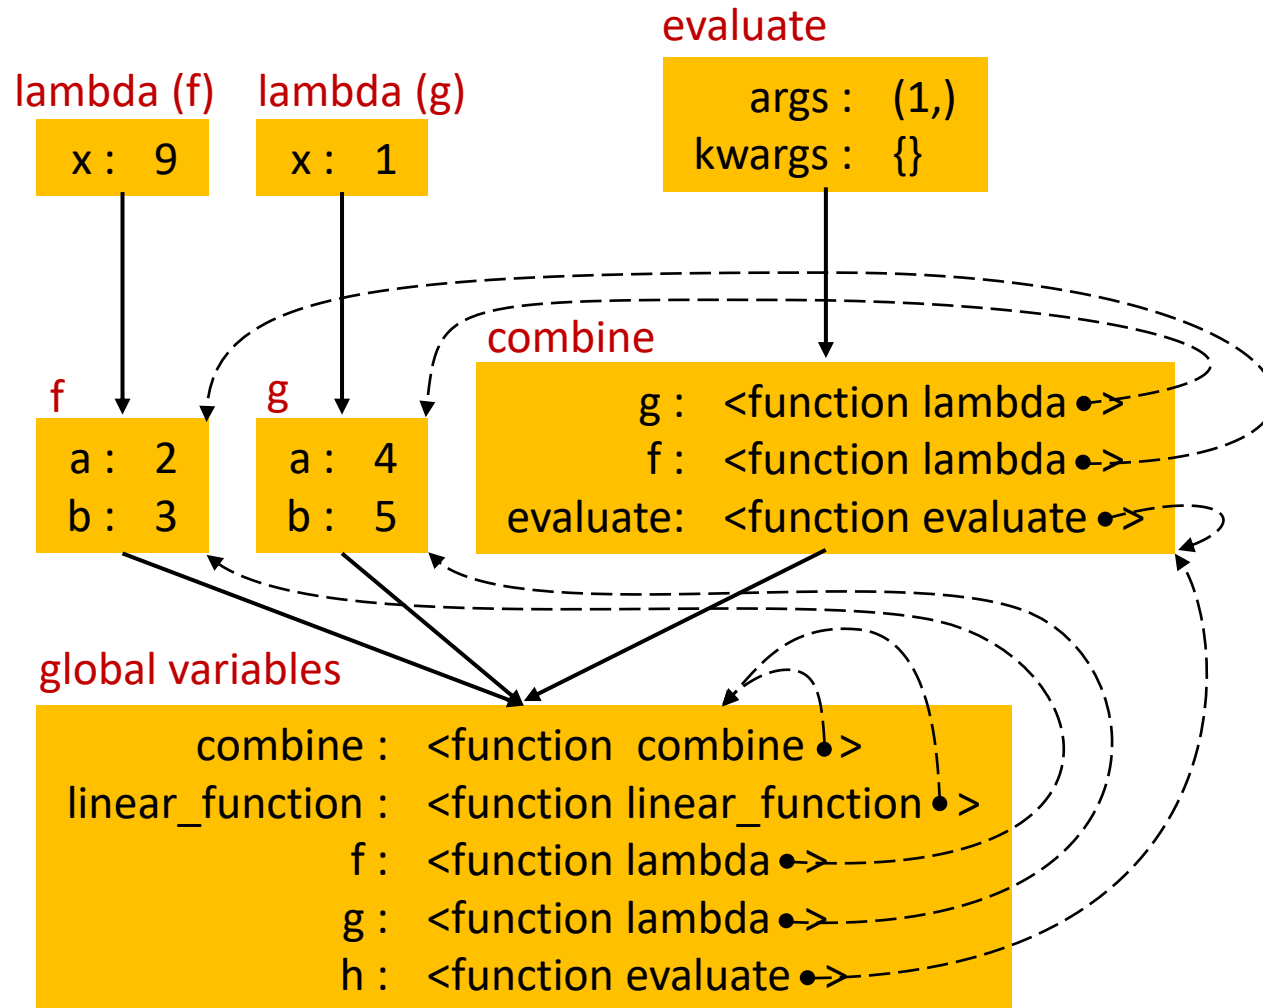 evaluate
args : (1,)
kwargs : {}
lambda (f)
x : 9
lambda (g)
x : 1
f
a : 2
b : 3
g
a : 4
b : 5
combine
g : <function lambda >
f : <function lambda >
evaluate: <function evaluate >
global variables
combine : <function combine >
linear_function : <function linear_function >
f : <function lambda >
g : <function lambda >
h : <function evaluate >